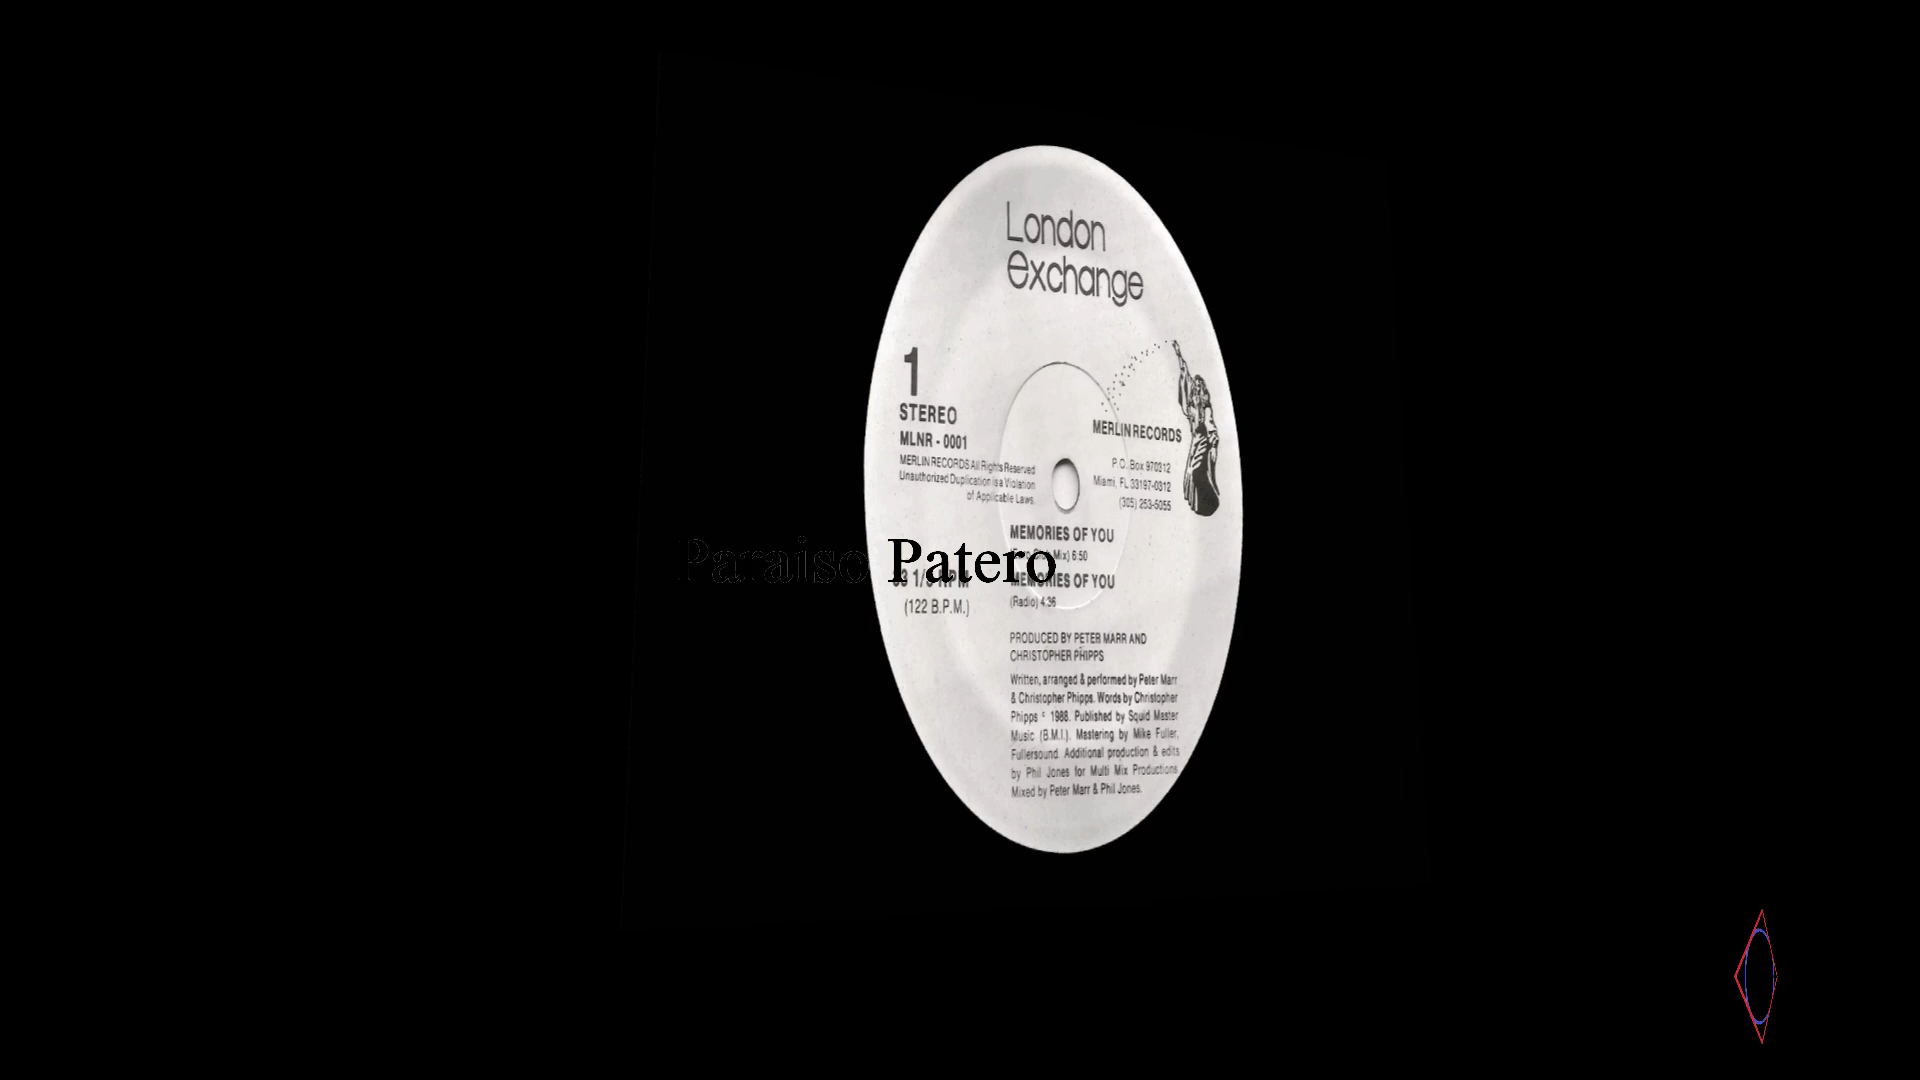 London
exchange
1
STEREO
MLNR - 0001
MERLIN RECORDS All Rights Reserved
Unauthorized Duplication is a Violation
of Applicable Laws.
MERLIN RECORDS
P.O. Box 970312
Miami, FL 33197-0312
(305) 253-5055
MEMORIES OF YOU
Mix) 6:50
Paraiso Patero
33 1/3 RPM
MEMORIES OF YOU
(122 B.P.M.)
(Radio) 4:36
PRODUCED BY PETER MARR AND
CHRISTOPHER PHIPPS
Written, arranged & performed by Peter Marr
& Christopher Phipps. Words by Christopher
Phipps © 1988. Published by Squid Master
Music (B.M.I.). Mastering by Mike Fuller,
Fullersound. Additional production & edits
by Phil Jones for Multi Mix Productions.
Mixed by Peter Marr & Phil Jones.